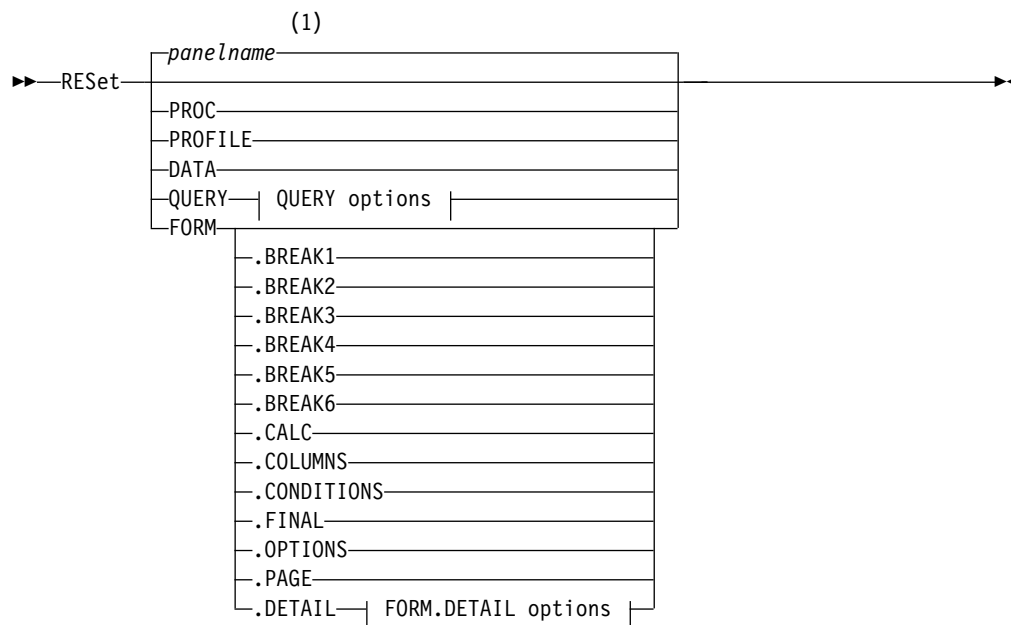 (1)
panelname
RESet
PROC
PROFILE
DATA
QUERY QUERY options
FORM
.BREAK1
.BREAK2
.BREAK3
.BREAK4
.BREAK5
.BREAK6
.CALC
.COLUMNS
.CONDITIONS
.FINAL
.OPTIONS
.PAGE
.DETAIL FORM.DETAIL options